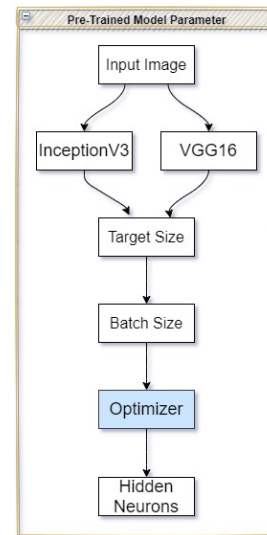 Pre-Trained Model Parameter
Input Image
InceptionV3
VGG16
Target Size
Batch Size
Optimizer
Hidden
Neurons